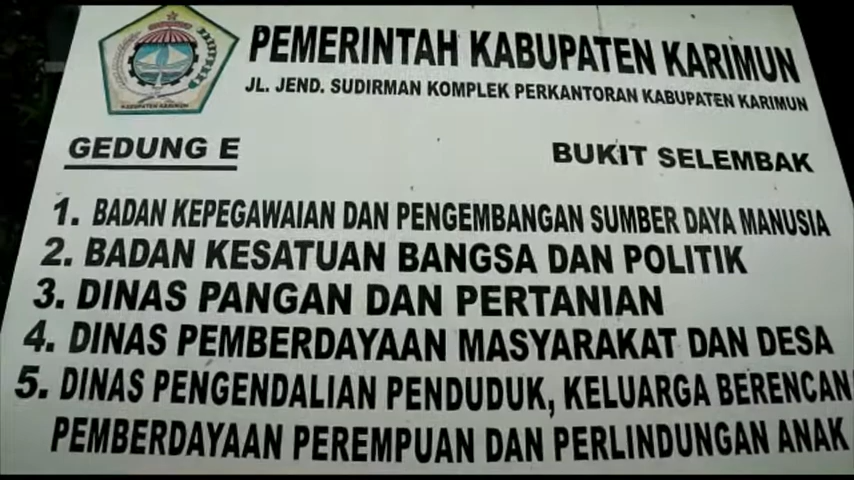 PEMERINTAH KABUPATEN KARIMUN
JL. JEND. SUDIRMAN KOMPLEK PERKANTORAN KABUPATEN KARIMUN
KABUPATEN KARIMUN
GEDUNG E
BUKIT SELEMBAK
1. BADAN KEPEGAWAIAN DAN PENGEMBANGAN SUMBER DAYA MANUSIA
2. BADAN KESATUAN BANGSA DAN POLITIK
3. DINAS PANGAN DAN PERTANIAN
4. DINAS PEMBERDAYAAN MASYARAKAT DAN DESA
5. DINAS PENGENDALIAN PENDUDUK, KELUARGA BERENCAN
PEMBERDAYAAN PEREMPUAN DAN PERLINDUNGAN ANAK